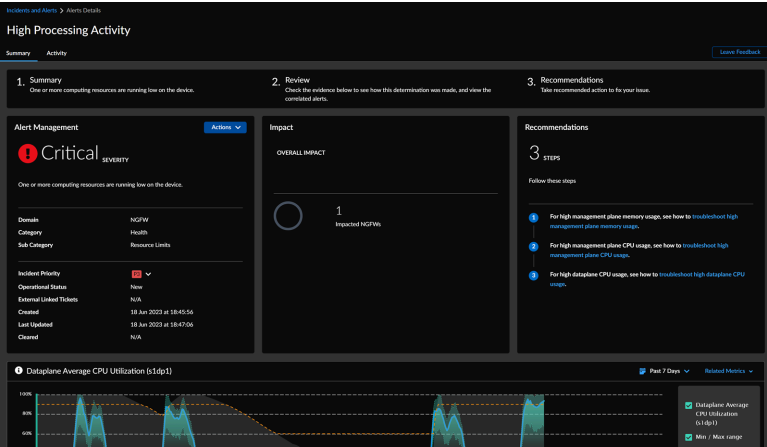 Incidents and Alerts > Alerts Details
High Processing Activity
Summary Activity
Leave Feedback
1. Summary
One or more computing resources are running low on the device.
2. Review
Check the evidence below to see how this determination was made, and view the
correlated alerts.
3. Recommendations
Take recommended action to fix your issue.
Alert Management
Actions
Critical SEVERITY
One or more computing resources are running low on the device.
Domain NGFW
Category Health
Sub Category Resource Limits
Incident Priority
Operational Status New
External Linked Tickets N/A
Created 18 Jun 2023 at 18:45:56
Last Updated 18 Jun 2023 at 18:47:06
Cleared N/A
Impact
OVERALL IMPACT
1
Impacted NGFWs
Recommendations
3 STEPS
Follow these steps
1 For high management plane memory usage, see how to troubleshoot high
management plane memory usage.
2 For high management plane CPU usage, see how to troubleshoot high
management plane CPU usage.
3 For high dataplane CPU usage, see how to troubleshoot high dataplane CPU
usage.
Dataplane Average CPU Utilization (s1dp1)
Past 7 Days
Related Metrics
100%
80%
60%
Dataplane Average
CPU Utilization
(s1dp1)
Min / Max range